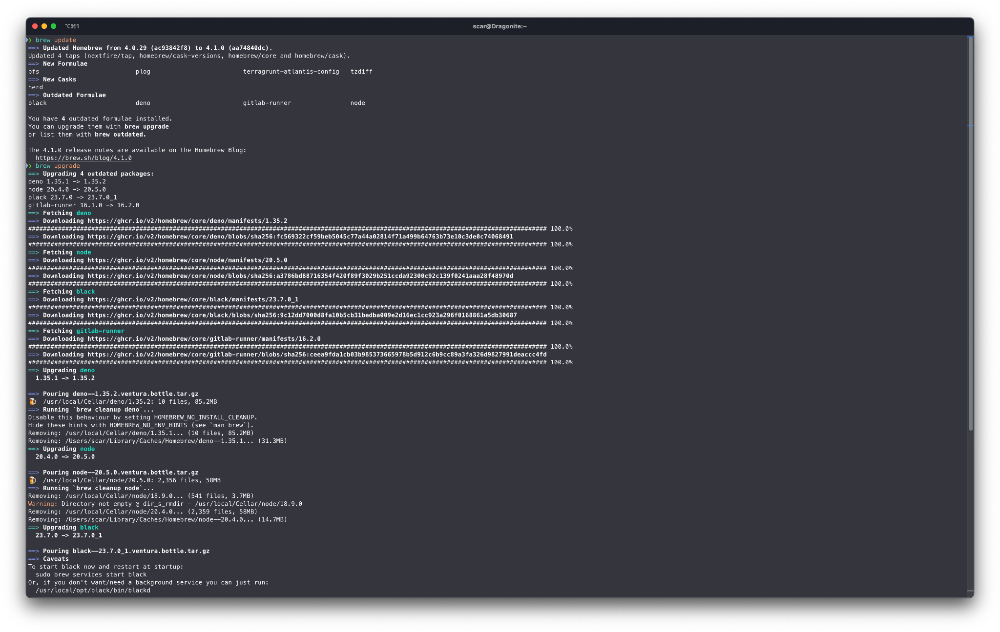 ⌥⌘1
scar@Dragonite:~
❯ brew update
==> Updated Homebrew from 4.0.29 (ac93842f8) to 4.1.0 (aa74840dc).
Updated 4 taps (nextfire/tap, homebrew/cask-versions, homebrew/core and homebrew/cask).
==> New Formulae
bfs plog terragrunt-atlantis-config tzdiff
==> New Casks
herd
==> Outdated Formulae
black deno gitlab-runner node
You have 4 outdated formulae installed.
You can upgrade them with brew upgrade
or list them with brew outdated.
The 4.1.0 release notes are available on the Homebrew Blog:
https://brew.sh/blog/4.1.0
❯ brew upgrade
==> Upgrading 4 outdated packages:
deno 1.35.1 -> 1.35.2
node 20.4.0 -> 20.5.0
black 23.7.0 -> 23.7.0_1
gitlab-runner 16.1.0 -> 16.2.0
==> Fetching deno
==> Downloading https://ghcr.io/v2/homebrew/core/deno/manifests/1.35.2
############################################################################################################################################ 100.0%
==> Downloading https://ghcr.io/v2/homebrew/core/deno/blobs/sha256:fc569322cf59beb5045c77a44a02814f71a499b64763b73e10c3de0c74068491
############################################################################################################################################ 100.0%
==> Fetching node
==> Downloading https://ghcr.io/v2/homebrew/core/node/manifests/20.5.0
############################################################################################################################################ 100.0%
==> Downloading https://ghcr.io/v2/homebrew/core/node/blobs/sha256:a3786bd88716354f420f89f3029b251ccda92300c92c139f0241aaa28f48970d
############################################################################################################################################ 100.0%
==> Fetching black
==> Downloading https://ghcr.io/v2/homebrew/core/black/manifests/23.7.0_1
############################################################################################################################################ 100.0%
==> Downloading https://ghcr.io/v2/homebrew/core/black/blobs/sha256:9c12dd7000d8fa10b5cb31bedba009e2d16ec1cc923a296f0168861a5db30687
############################################################################################################################################ 100.0%
==> Fetching gitlab-runner
==> Downloading https://ghcr.io/v2/homebrew/core/gitlab-runner/manifests/16.2.0
############################################################################################################################################ 100.0%
==> Downloading https://ghcr.io/v2/homebrew/core/gitlab-runner/blobs/sha256:ceea9fda1cb03b985373665978b5d912c6b9cc89a3fa326d9827991deaccc4fd
############################################################################################################################################ 100.0%
==> Upgrading deno
1.35.1 -> 1.35.2
==> Pouring deno--1.35.2.ventura.bottle.tar.gz
🍺 /usr/local/Cellar/deno/1.35.2: 10 files, 85.2MB
==> Running `brew cleanup deno`...
Disable this behaviour by setting HOMEBREW_NO_INSTALL_CLEANUP.
Hide these hints with HOMEBREW_NO_ENV_HINTS (see `man brew`).
Removing: /usr/local/Cellar/deno/1.35.1... (10 files, 85.2MB)
Removing: /Users/scar/Library/Caches/Homebrew/deno--1.35.1... (31.3MB)
==> Upgrading node
20.4.0 -> 20.5.0
==> Pouring node--20.5.0.ventura.bottle.tar.gz
🍺 /usr/local/Cellar/node/20.5.0: 2,356 files, 58MB
==> Running `brew cleanup node`...
Removing: /usr/local/Cellar/node/18.9.0... (541 files, 3.7MB)
Warning: Directory not empty @ dir_s_rmdir - /usr/local/Cellar/node/18.9.0
Removing: /usr/local/Cellar/node/20.4.0... (2,359 files, 58MB)
Removing: /Users/scar/Library/Caches/Homebrew/node--20.4.0... (14.7MB)
==> Upgrading black
23.7.0 -> 23.7.0_1
==> Pouring black--23.7.0_1.ventura.bottle.tar.gz
==> Caveats
To start black now and restart at startup:
sudo brew services start black
Or, if you don't want/need a background service you can just run:
/usr/local/opt/black/bin/blackd